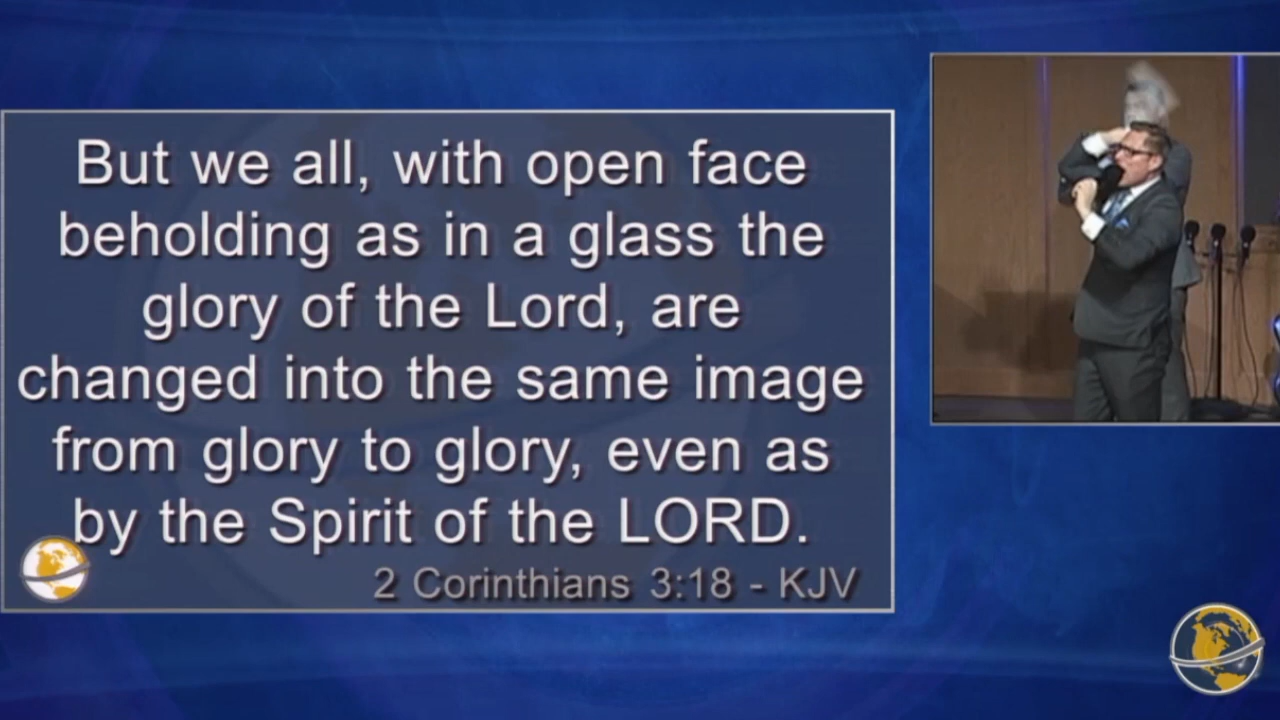 But we all, with open face
beholding as in a glass the
glory of the Lord, are
changed into the same image
from glory to glory, even as
by the Spirit of the LORD.
2 Corinthians 3:18 - KJV